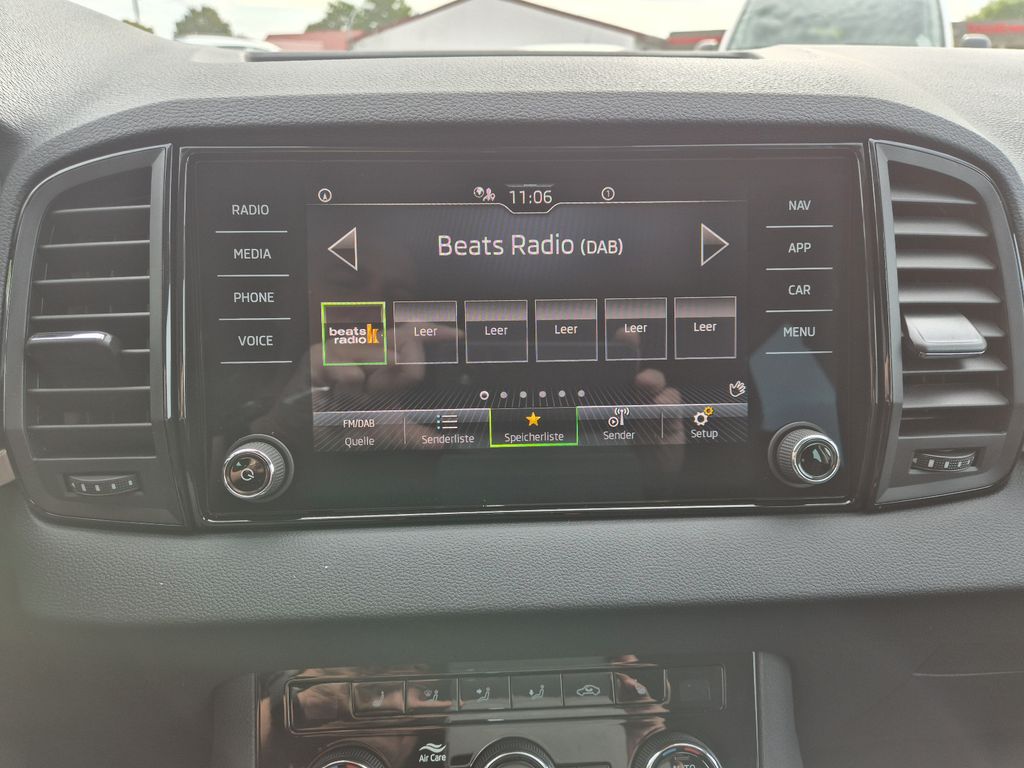 11:06
RADIO
MEDIA
PHONE
VOICE
Beats Radio (DAB)
beats
radio
Leer
Leer
Leer
Leer
Leer
FM/DAB
Quelle
Senderliste
Speicherliste
Sender
Setup
NAV
APP
CAR
MENU
Air Care
AUTO